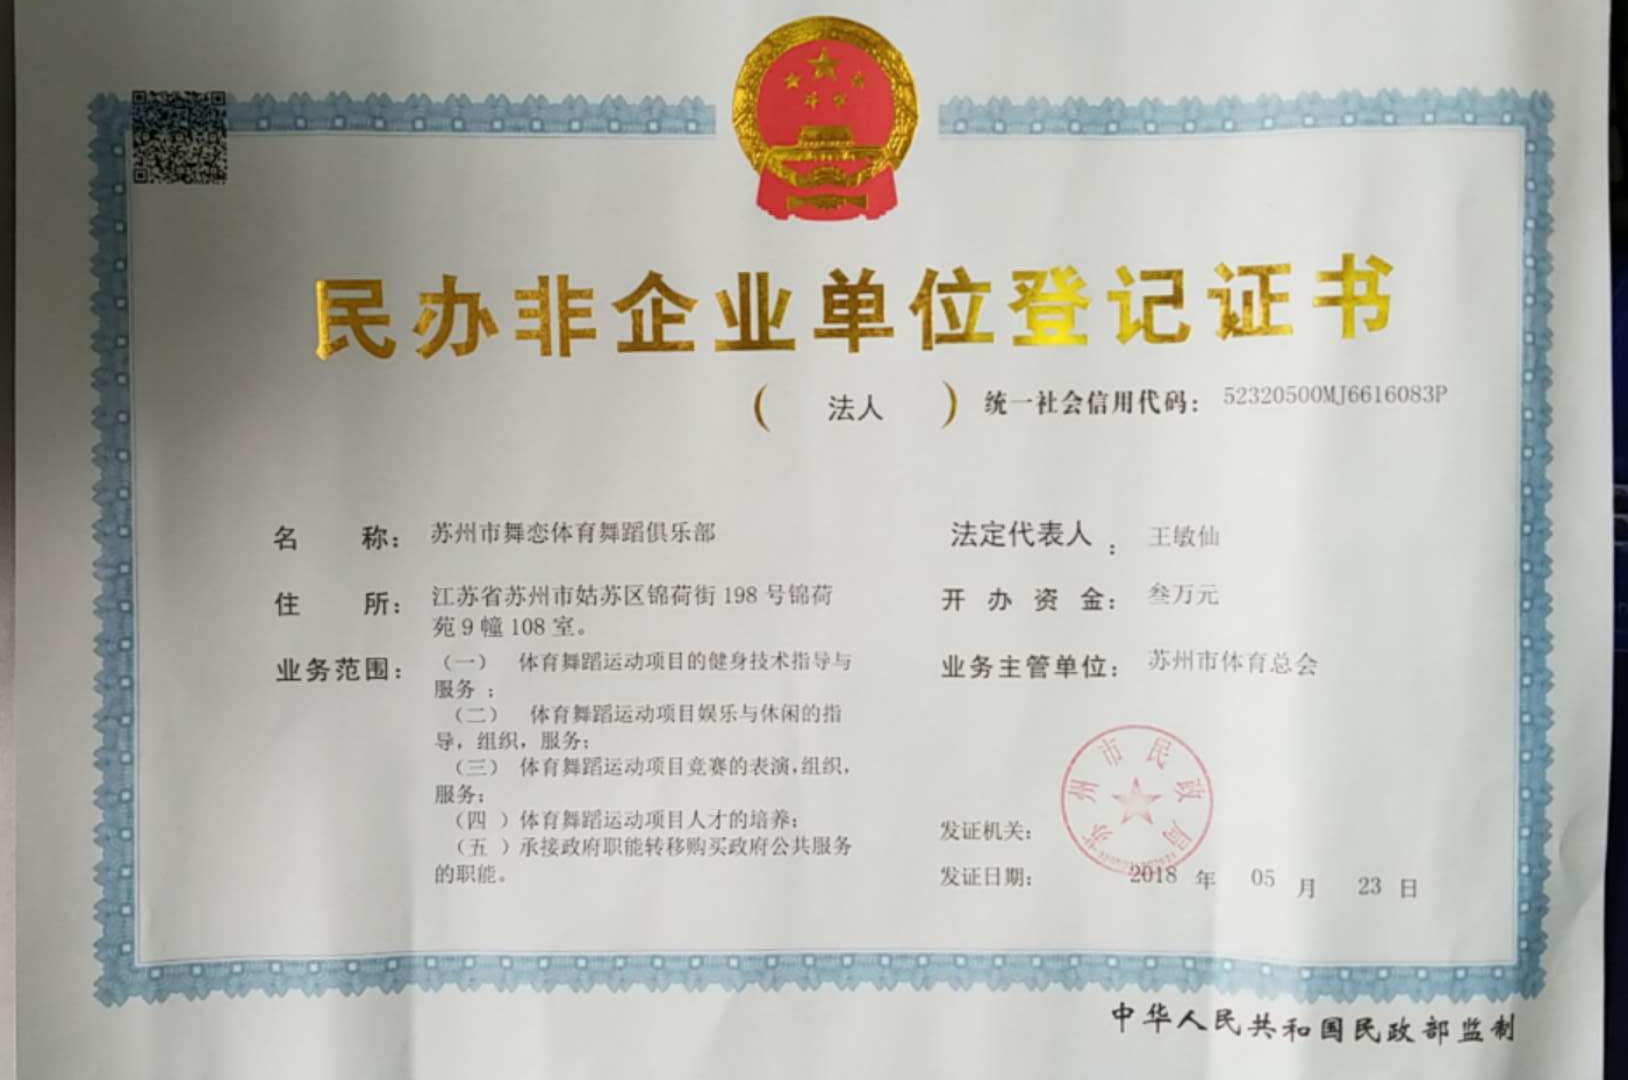 民办非企业单位登记证书
（ 法人 ） 统一社会信用代码： 52320500MJ6616083P
名 称： 苏州市舞恋体育舞蹈俱乐部
法定代表人 ： 王敏仙
住 所： 江苏省苏州市姑苏区锦荷街 198 号锦荷
苑 9 幢 108 室。
开 办 资 金： 叁万元
业务范围： （一） 体育舞蹈运动项目的健身技术指导与
服务 ；
（二） 体育舞蹈运动项目娱乐与休闲的指
导，组织，服务；
（三） 体育舞蹈运动项目竞赛的表演,组织，
服务；
（四 ）体育舞蹈运动项目人才的培养；
（五 ）承接政府职能转移购买政府公共服务
的职能。
业务主管单位： 苏州市体育总会
苏州市民政局
发证机关：
发证日期： 2018 年 05 月 23 日
中华人民共和国民政部监制